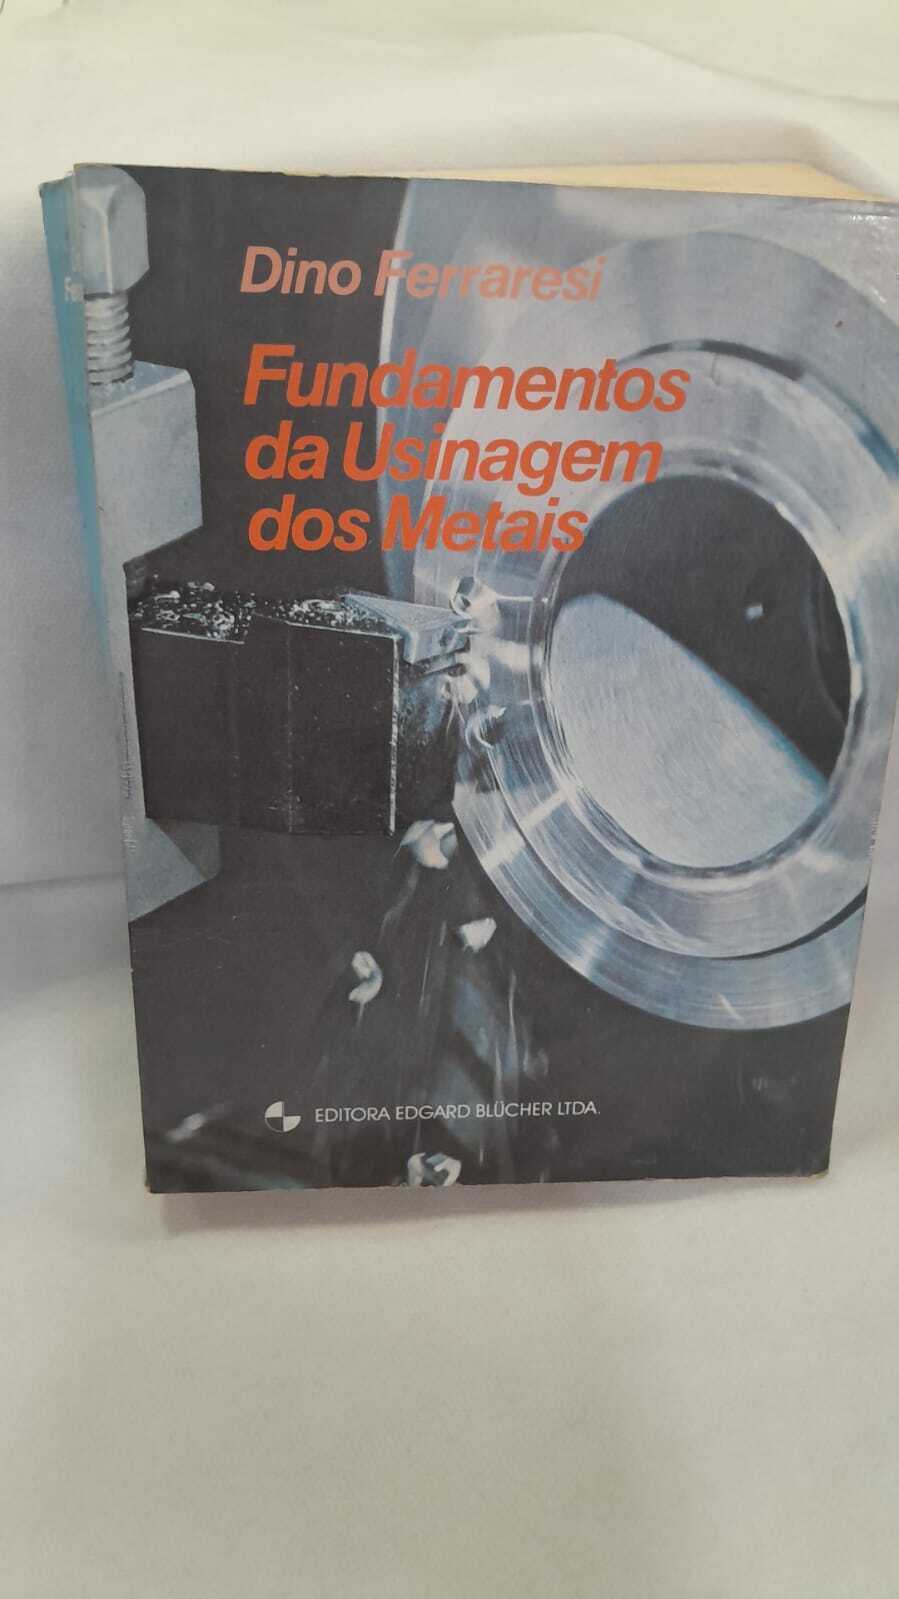 Dino Ferraresi
Fundamentos
da Usinagem
dos Metais
EDITORA EDGARD BLÜCHER LTDA.